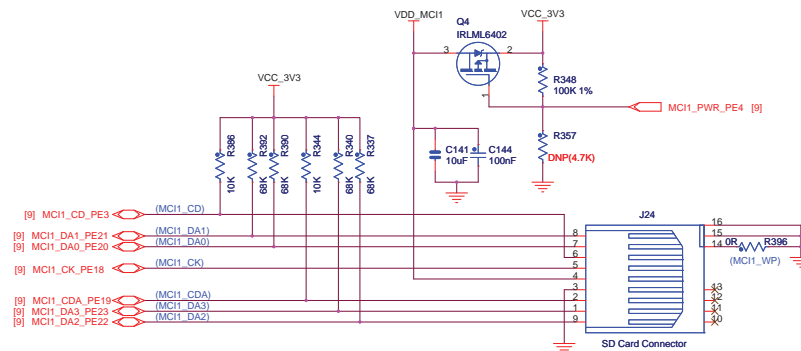 VDD_MCI1
Q4
IRLML6402
VCC_3V3
3
2
1
R348
100K 1%
MCI1_PWR_PE4 [9]
VCC_3V3
R386
10K
R392
68K
R390
68K
R344
10K
R340
68K
R337
68K
C141
10uF
C144
100nF
R357
DNP(4.7K)
[9] MCI1_CD_PE3
(MCI1_CD)
[9] MCI1_DA1_PE21
(MCI1_DA1)
[9] MCI1_DA0_PE20
(MCI1_DA0)
[9] MCI1_CK_PE18
(MCI1_CK)
[9] MCI1_CDA_PE19
(MCI1_CDA)
[9] MCI1_DA3_PE23
(MCI1_DA3)
[9] MCI1_DA2_PE22
(MCI1_DA2)
J24
8
7
6
5
4
3
2
1
9
16
15
14
13
12
11
10
0R
R396
(MCI1_WP)
SD Card Connector